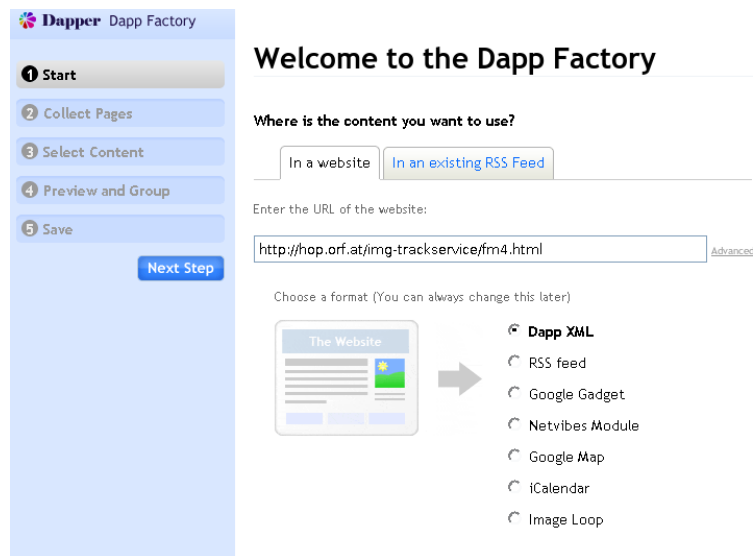 Dapper Dapp Factory
1 Start
2 Collect Pages
3 Select Content
4 Preview and Group
5 Save
Next Step
Welcome to the Dapp Factory
Where is the content you want to use?
In a website
In an existing RSS Feed
Enter the URL of the website:
http://hop.orf.at/img-trackservice/fm4.html
Advanced
Choose a format (You can always change this later)
The Website
Dapp XML
RSS feed
Google Gadget
Netvibes Module
Google Map
iCalendar
Image Loop